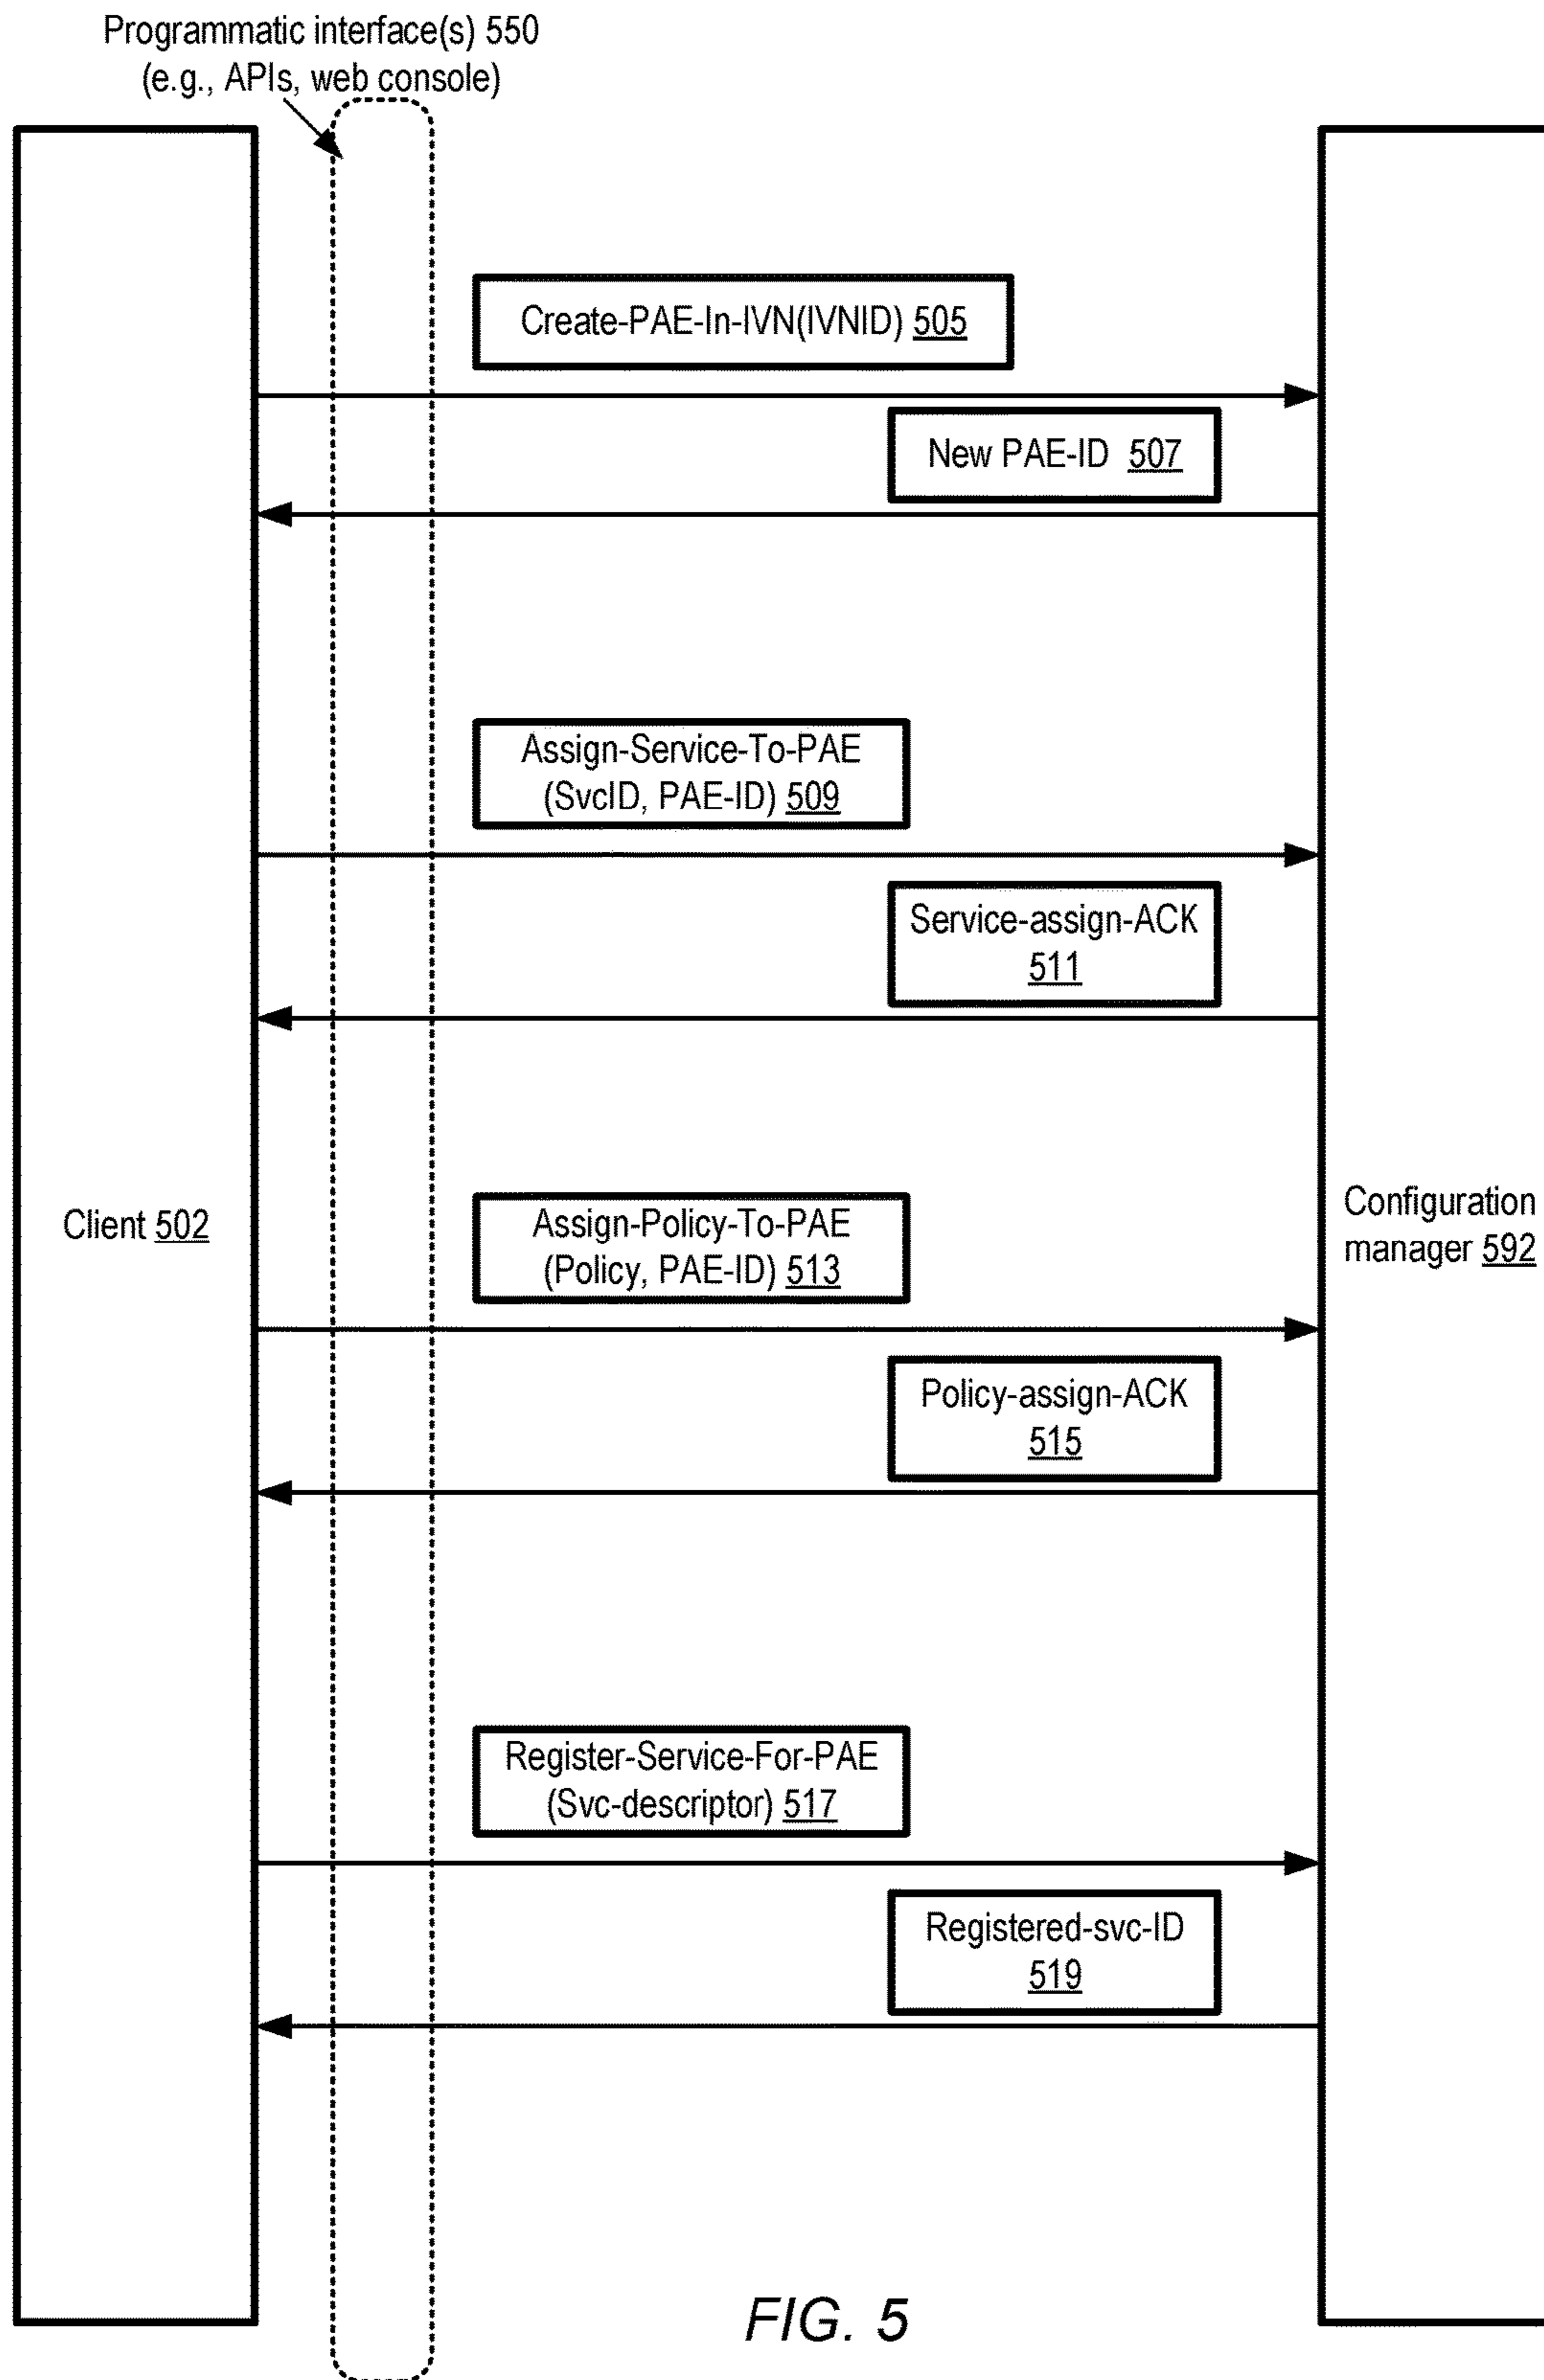 Programmatic interface(s) 550
(e.g., APIs, web console)
Create-PAE-In-IVN(IVNID) 505
New PAE-ID 507
Assign-Service-To-PAE
(SvcID, PAE-ID) 509
Service-assign-ACK
511
Client 502
Assign-Policy-To-PAE
(Policy, PAE-ID) 513
Configuration
manager 592
Policy-assign-ACK
515
Register-Service-For-PAE
(Svc-descriptor) 517
Registered-svc-ID
519
FIG. 5